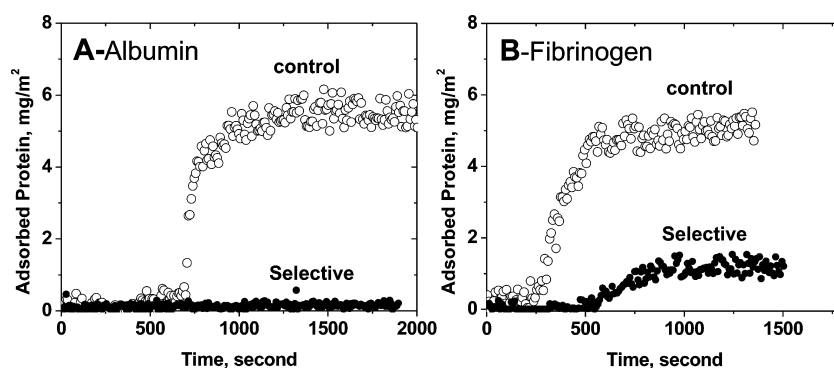 A-Albumin
control
Selective
Adsorbed Protein, mg/m²
8
6
4
2
0
0 500 1000 1500 2000
Time, second
B-Fibrinogen
control
Selective
Adsorbed Protein, mg/m²
8
6
4
2
0
0 500 1000 1500
Time, second